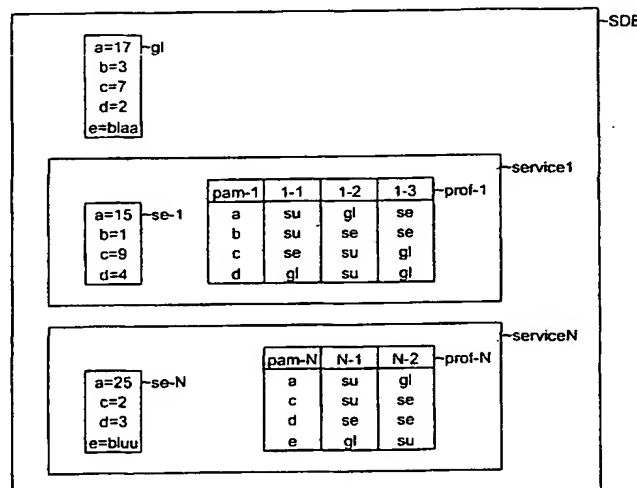 SDB
a=17 gl
b=3
c=7
d=2
e=blaa
service1
pam-1 1-1 1-2 1-3 prof-1
a su gl se
b su se se
c se su gl
d gl su gl
a=15 se-1
b=1
c=9
d=4
serviceN
pam-N N-1 N-2 prof-N
a su gl
c su se
d se se
e gl su
a=25 se-N
c=2
d=3
e=bluu